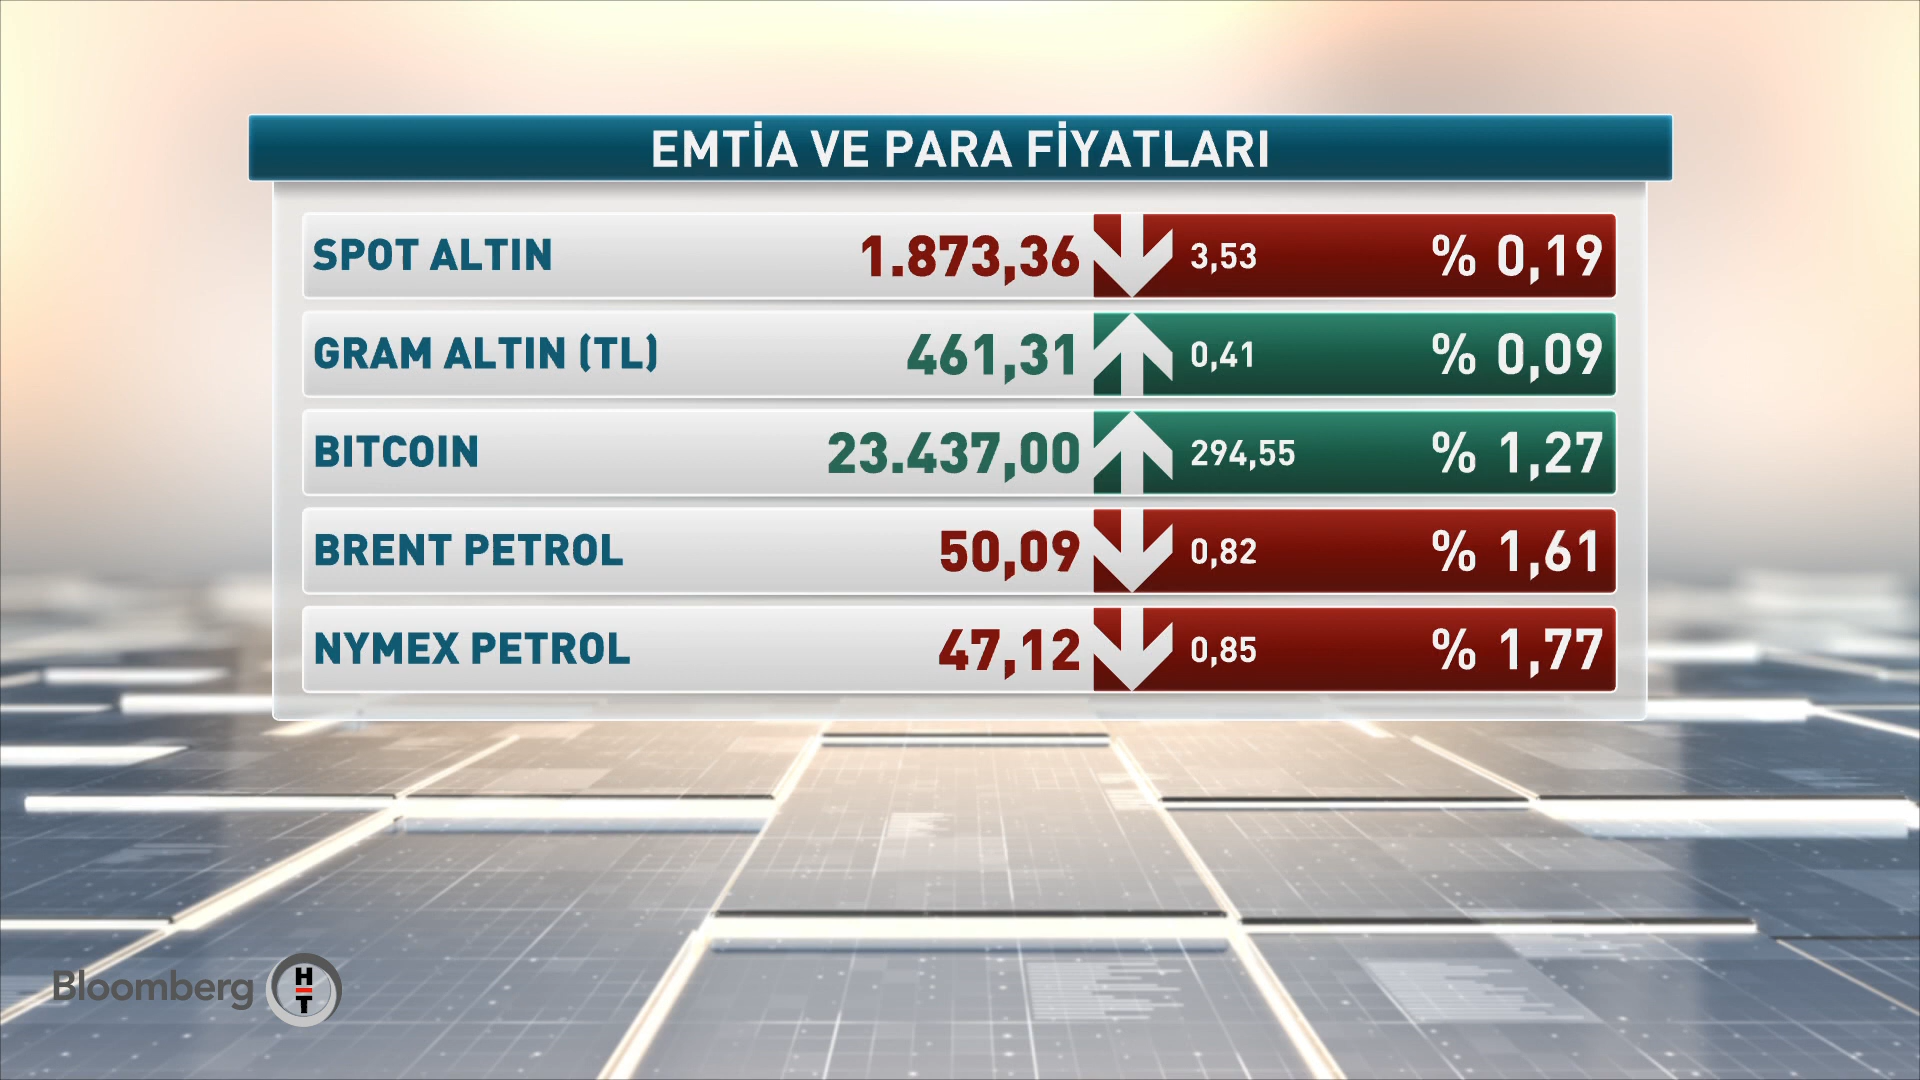 EMTİA VE PARA FİYATLARI
SPOT ALTIN 1.873,36 3,53 % 0,19
GRAM ALTIN (TL) 461,31 0,41 % 0,09
BITCOIN 23.437,00 294,55 % 1,27
BRENT PETROL 50,09 0,82 % 1,61
NYMEX PETROL 47,12 0,85 % 1,77
Bloomberg HT